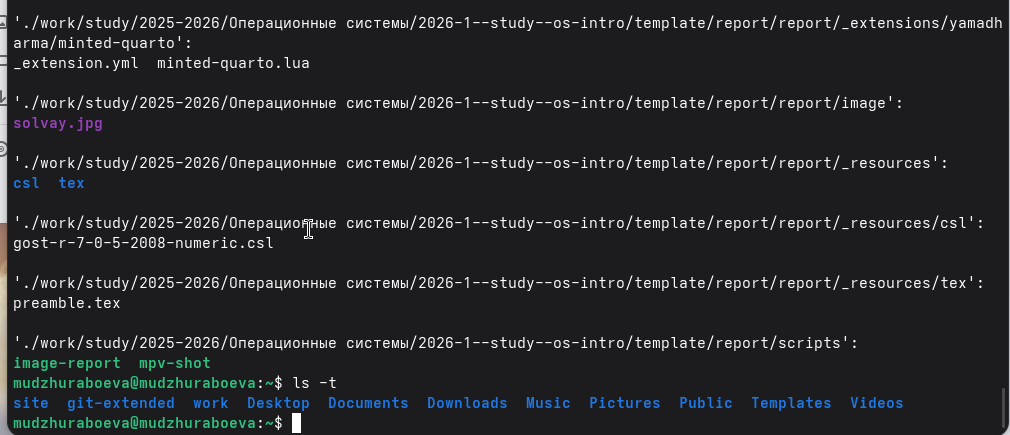 './work/study/2025-2026/Операционные системы/2026-1--study--os-intro/template/report/report/_extensions/yamadh
arma/minted-quarto':
_extension.yml  minted-quarto.lua
'./work/study/2025-2026/Операционные системы/2026-1--study--os-intro/template/report/report/image':
solvay.jpg
'./work/study/2025-2026/Операционные системы/2026-1--study--os-intro/template/report/report/_resources':
csl  tex
'./work/study/2025-2026/Операционные системы/2026-1--study--os-intro/template/report/report/_resources/csl':
gost-r-7-0-5-2008-numeric.csl
'./work/study/2025-2026/Операционные системы/2026-1--study--os-intro/template/report/report/_resources/tex':
preamble.tex
'./work/study/2025-2026/Операционные системы/2026-1--study--os-intro/template/report/scripts':
image-report  mpv-shot
mudzhuraboeva@mudzhuraboeva:~$ ls -t
site  git-extended  work  Desktop  Documents  Downloads  Music  Pictures  Public  Templates  Videos
mudzhuraboeva@mudzhuraboeva:~$